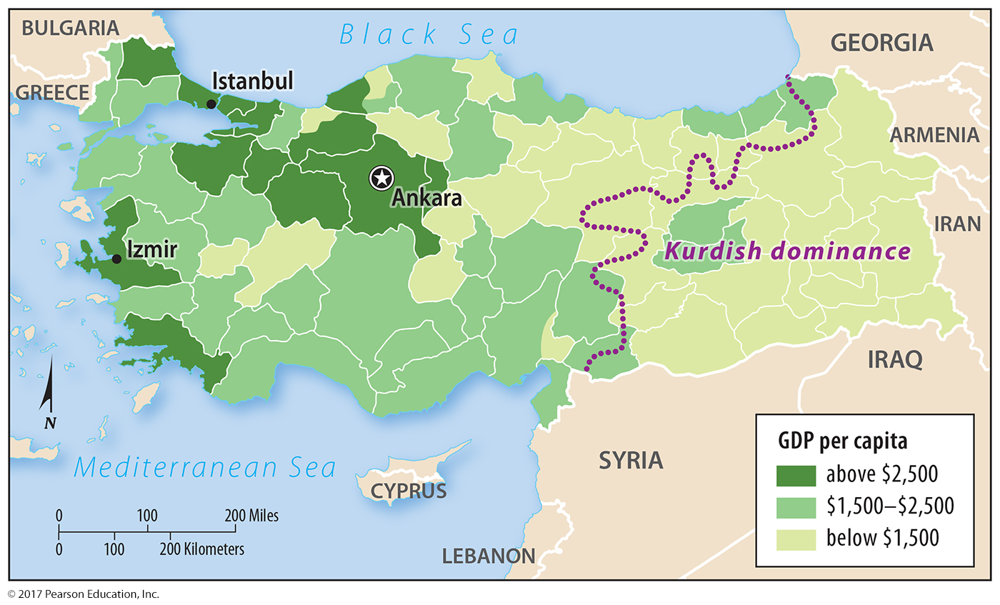 BULGARIA
Black Sea
GEORGIA
Istanbul
GREECE
ARMENIA
Ankara
IRAN
Izmir
Kurdish dominance
IRAQ
N
GDP per capita
above $2,500
$1,500–$2,500
below $1,500
SYRIA
Mediterranean Sea
CYPRUS
0 100 200 Miles
0 100 200 Kilometers
LEBANON
© 2017 Pearson Education, Inc.